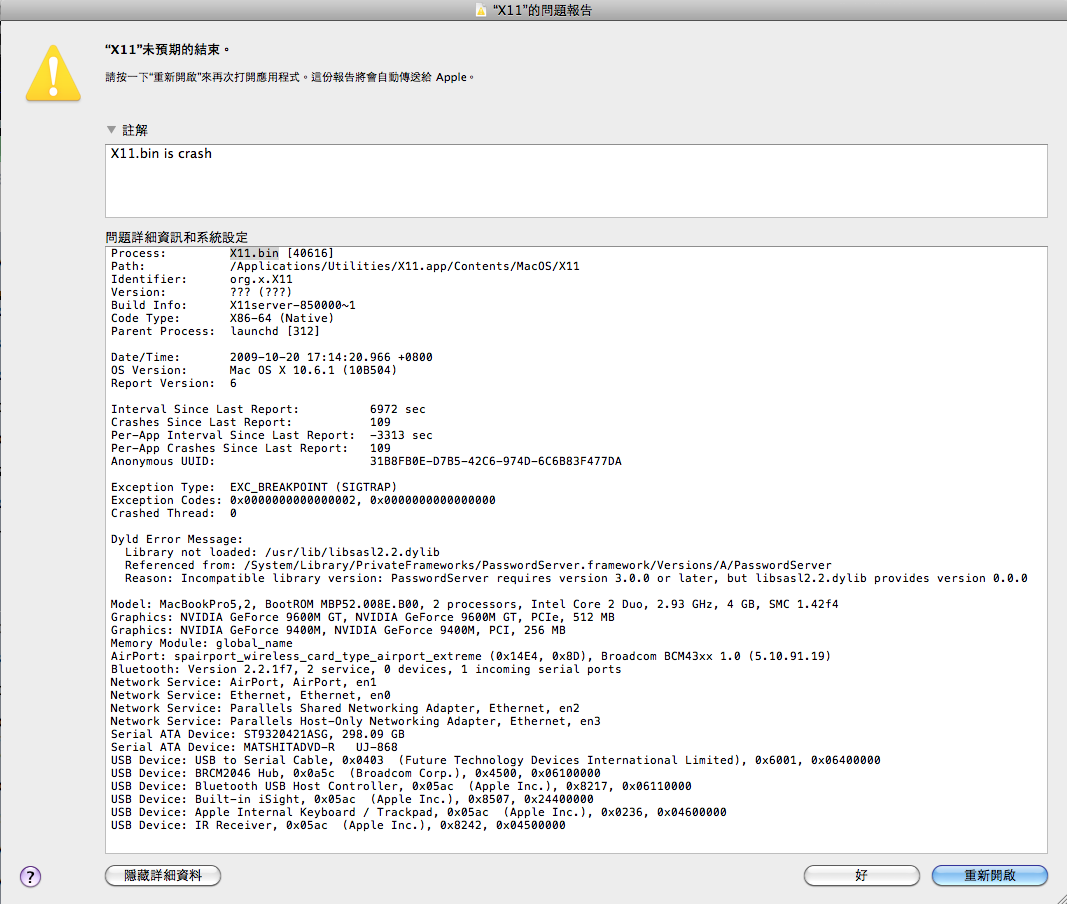 “X11”的問題報告
“X11”未預期的結束。
請按一下“重新開啟”來再次打開應用程式。這份報告將會自動傳送給 Apple。
註解
X11.bin is crash
問題詳細資訊和系統設定
Process: X11.bin [40616]
Path: /Applications/Utilities/X11.app/Contents/MacOS/X11
Identifier: org.x.X11
Version: ??? (???)
Build Info: X11server-850000~1
Code Type: X86-64 (Native)
Parent Process: launchd [312]
Date/Time: 2009-10-20 17:14:20.966 +0800
OS Version: Mac OS X 10.6.1 (10B504)
Report Version: 6
Interval Since Last Report: 6972 sec
Crashes Since Last Report: 109
Per-App Interval Since Last Report: -3313 sec
Per-App Crashes Since Last Report: 109
Anonymous UUID: 31B8FB0E-D7B5-42C6-974D-6C6B83F477DA
Exception Type: EXC_BREAKPOINT (SIGTRAP)
Exception Codes: 0x0000000000000002, 0x0000000000000000
Crashed Thread: 0
Dyld Error Message:
Library not loaded: /usr/lib/libsasl2.2.dylib
Referenced from: /System/Library/PrivateFrameworks/PasswordServer.framework/Versions/A/PasswordServer
Reason: Incompatible library version: PasswordServer requires version 3.0.0 or later, but libsasl2.2.dylib provides version 0.0.0
Model: MacBookPro5,2, BootROM MBP52.008E.B00, 2 processors, Intel Core 2 Duo, 2.93 GHz, 4 GB, SMC 1.42f4
Graphics: NVIDIA GeForce 9600M GT, NVIDIA GeForce 9600M GT, PCIe, 512 MB
Graphics: NVIDIA GeForce 9400M, NVIDIA GeForce 9400M, PCI, 256 MB
Memory Module: global_name
AirPort: spairport_wireless_card_type_airport_extreme (0x14E4, 0x8D), Broadcom BCM43xx 1.0 (5.10.91.19)
Bluetooth: Version 2.2.1f7, 2 service, 0 devices, 1 incoming serial ports
Network Service: AirPort, AirPort, en1
Network Service: Ethernet, Ethernet, en0
Network Service: Parallels Shared Networking Adapter, Ethernet, en2
Network Service: Parallels Host-Only Networking Adapter, Ethernet, en3
Serial ATA Device: ST9320421ASG, 298.09 GB
Serial ATA Device: MATSHITADVD-R   UJ-868
USB Device: USB to Serial Cable, 0x0403  (Future Technology Devices International Limited), 0x6001, 0x06400000
USB Device: BRCM2046 Hub, 0x0a5c  (Broadcom Corp.), 0x4500, 0x06100000
USB Device: Bluetooth USB Host Controller, 0x05ac  (Apple Inc.), 0x8217, 0x06110000
USB Device: Built-in iSight, 0x05ac  (Apple Inc.), 0x8507, 0x24400000
USB Device: Apple Internal Keyboard / Trackpad, 0x05ac  (Apple Inc.), 0x0236, 0x04600000
USB Device: IR Receiver, 0x05ac  (Apple Inc.), 0x8242, 0x04500000
? 隱藏詳細資料 好 重新開啟